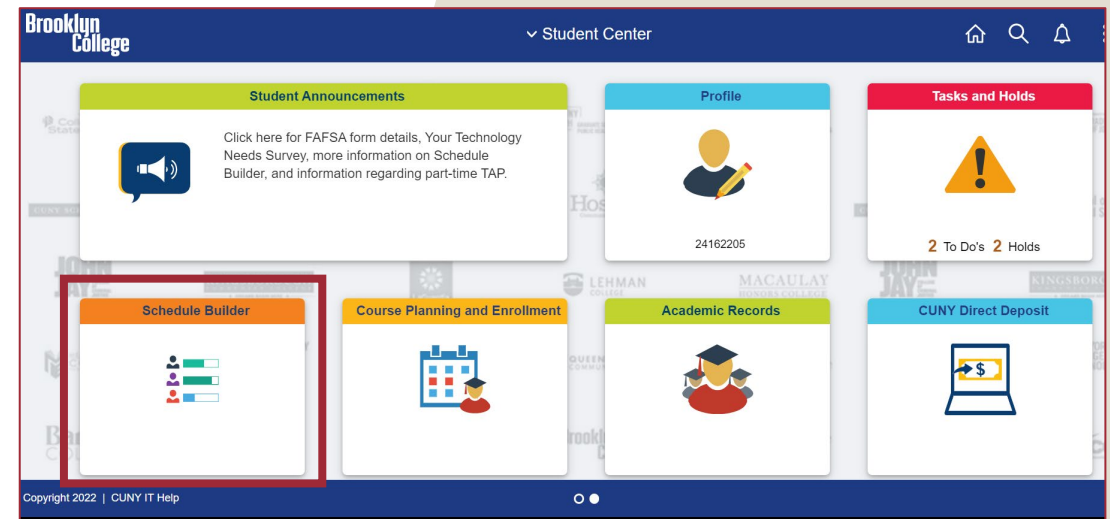 Brooklyn
College
Student Center
Student Announcements
Click here for FAFSA form details, Your Technology
Needs Survey, more information on Schedule
Builder, and information regarding part-time TAP.
Profile
24162205
Tasks and Holds
2 To Do's 2 Holds
LEHMAN
COLLEGE
MACAULAY
HONORS COLLEGE
JOHN
JAY
Schedule Builder
Course Planning and Enrollment
Academic Records
CUNY Direct Deposit
$
Copyright 2022 | CUNY IT Help